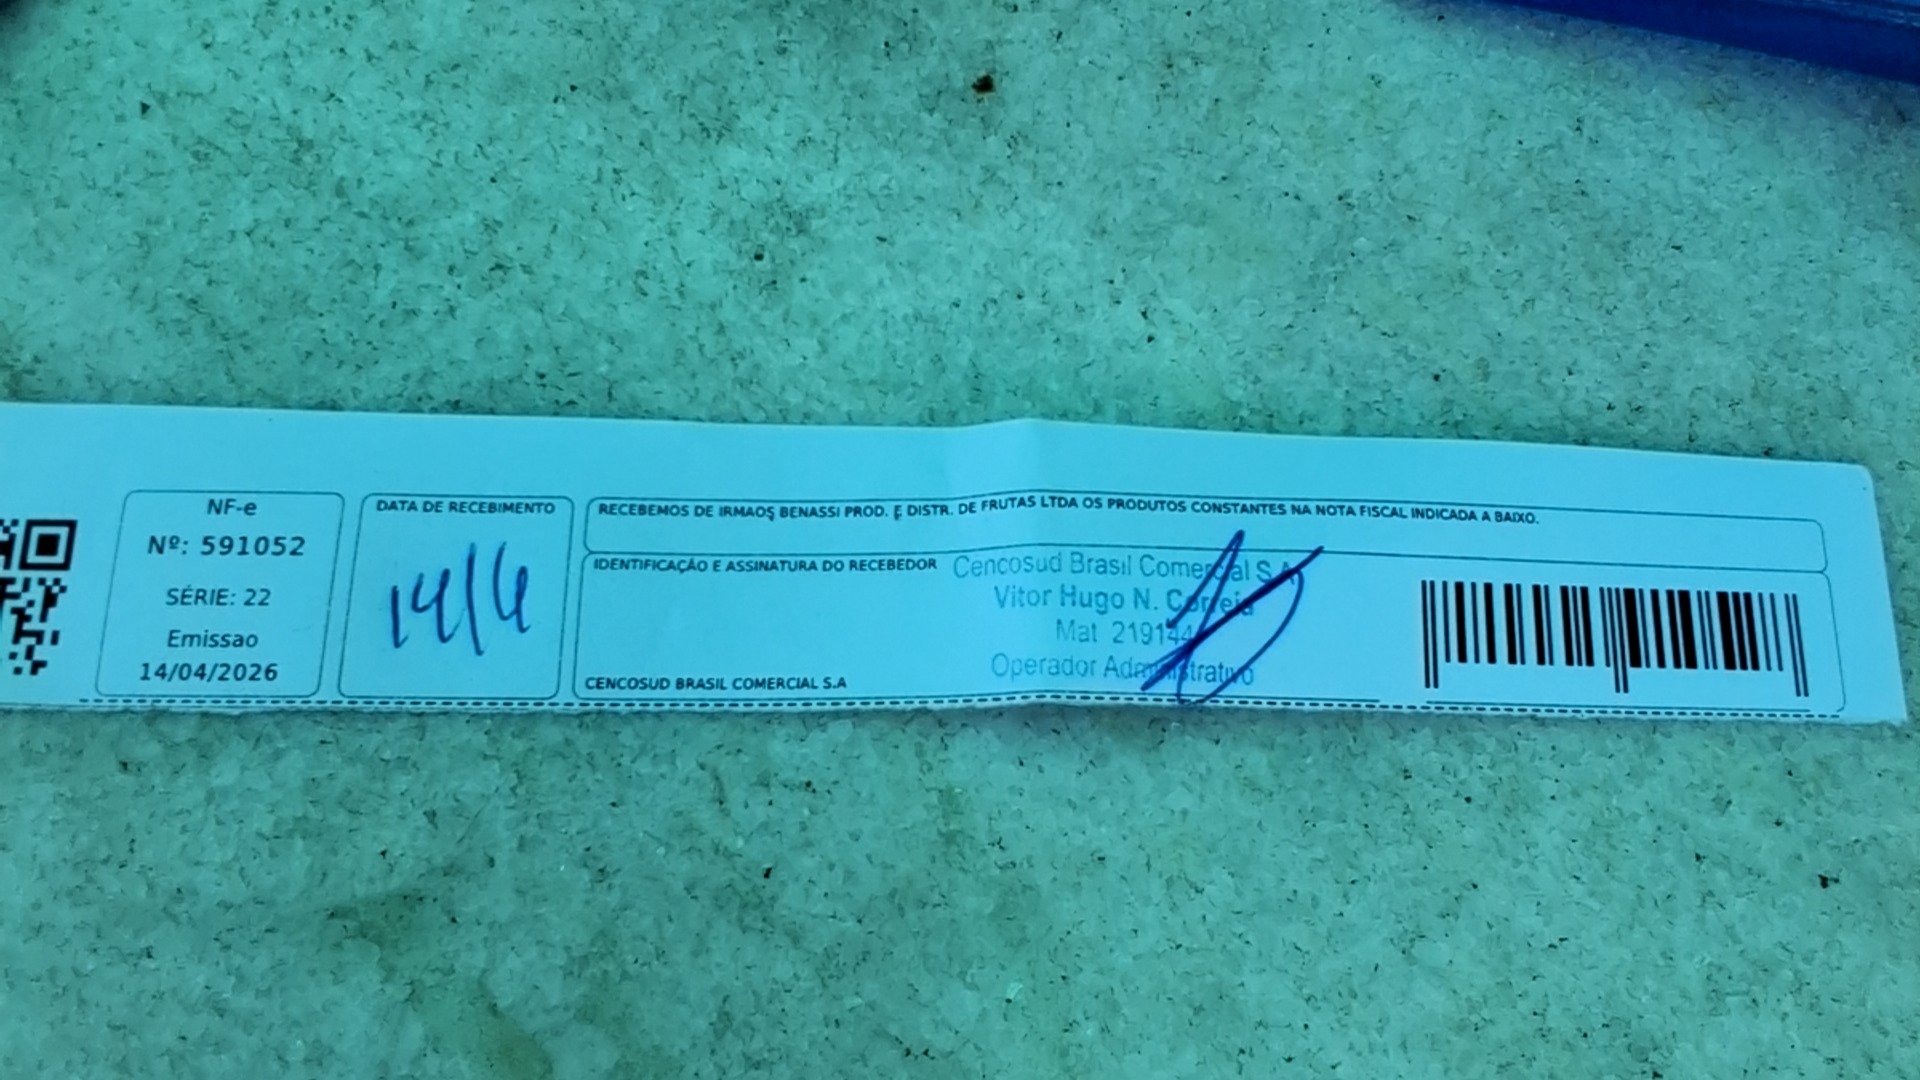 NF-e
Nº: 591052
SÉRIE: 22
Emissao
14/04/2026
DATA DE RECEBIMENTO
14/4
RECEBEMOS DE IRMAOS BENASSI PROD. E DISTR. DE FRUTAS LTDA OS PRODUTOS CONSTANTES NA NOTA FISCAL INDICADA A BAIXO.
IDENTIFICAÇÃO E ASSINATURA DO RECEBEDOR
Cencosud Brasil Comercial S.A
Vitor Hugo N. Correia
Mat 219144
Operador Administrativo
CENCOSUD BRASIL COMERCIAL S.A